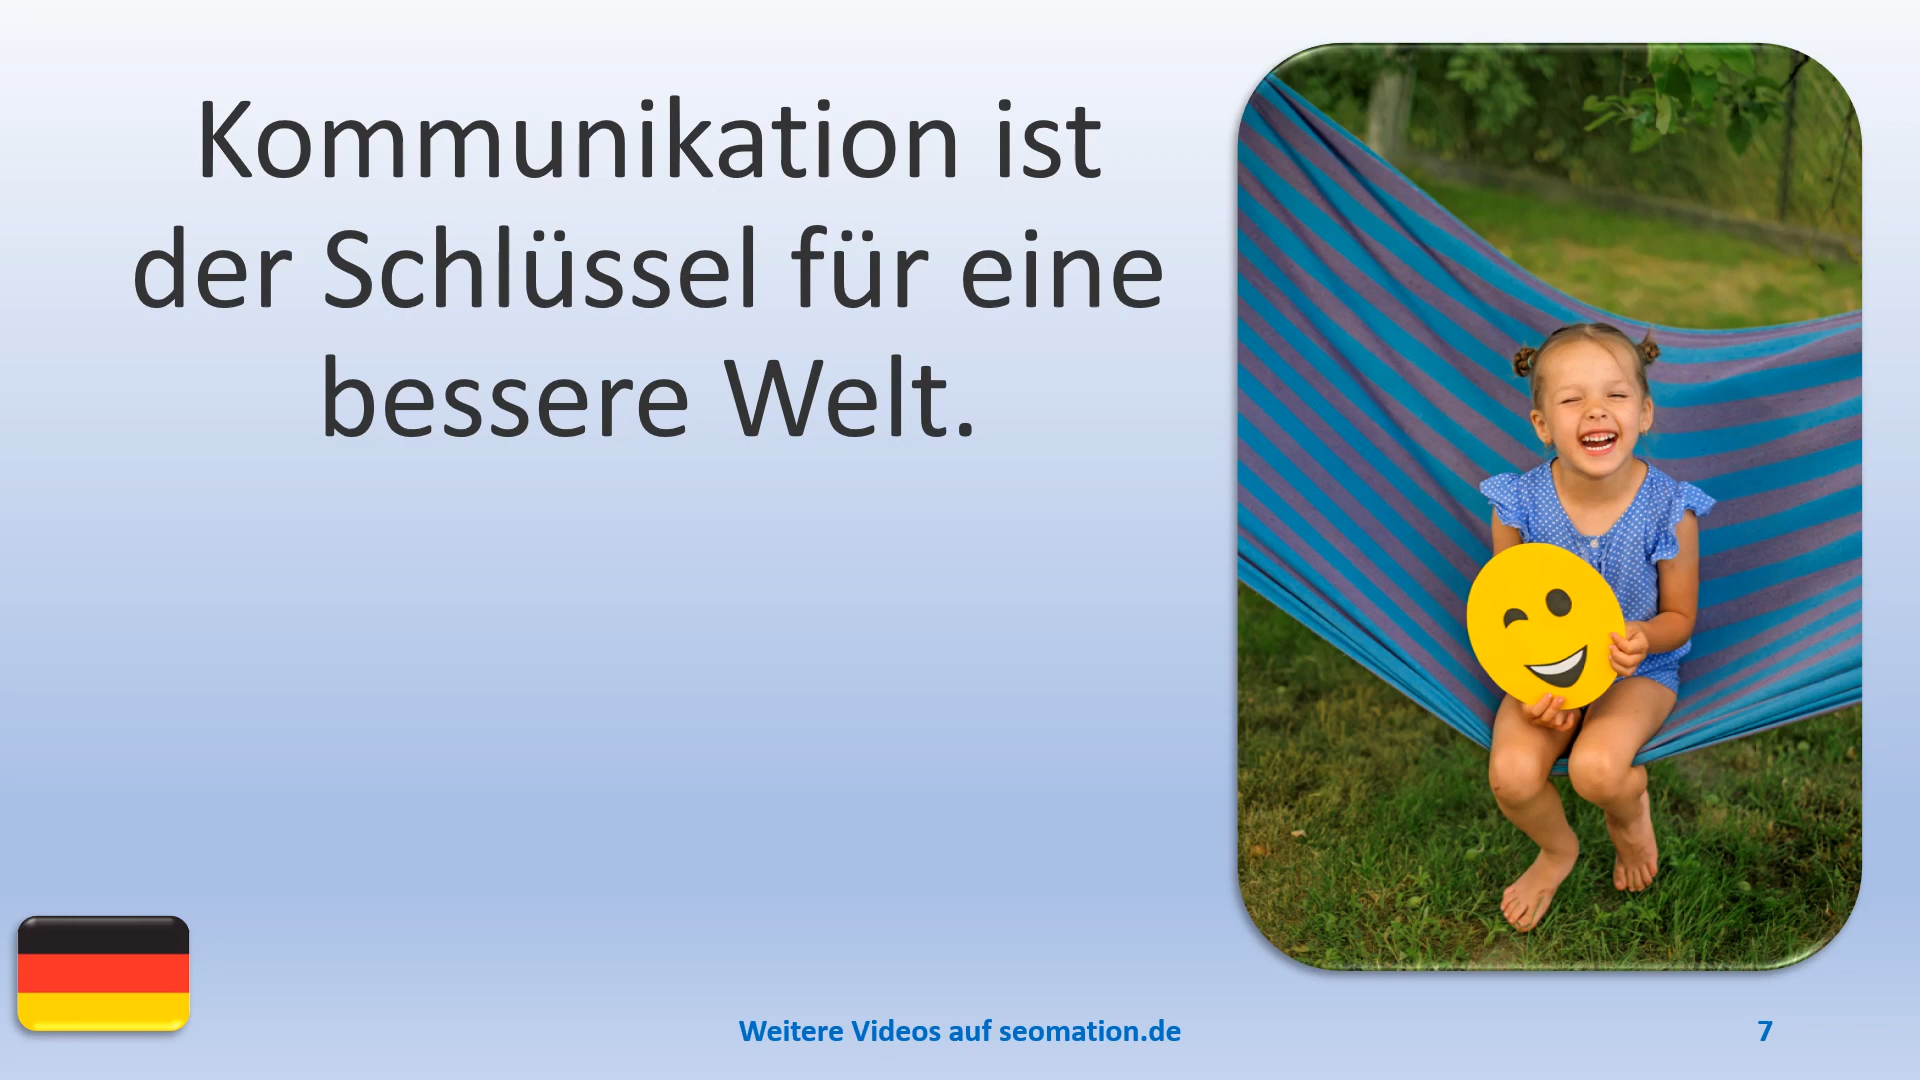 Kommunikation ist
der Schlüssel für eine
bessere Welt.
Weitere Videos auf seomation.de
7